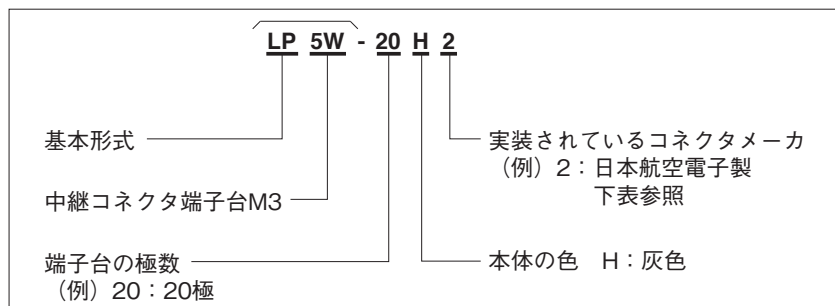 LP 5W - 20 H 2
基本形式
中継コネクタ端子台M3
端子台の極数
(例)20:20極
実装されているコネクタメーカ
(例)2:日本航空電子製
下表参照
本体の色 H:灰色